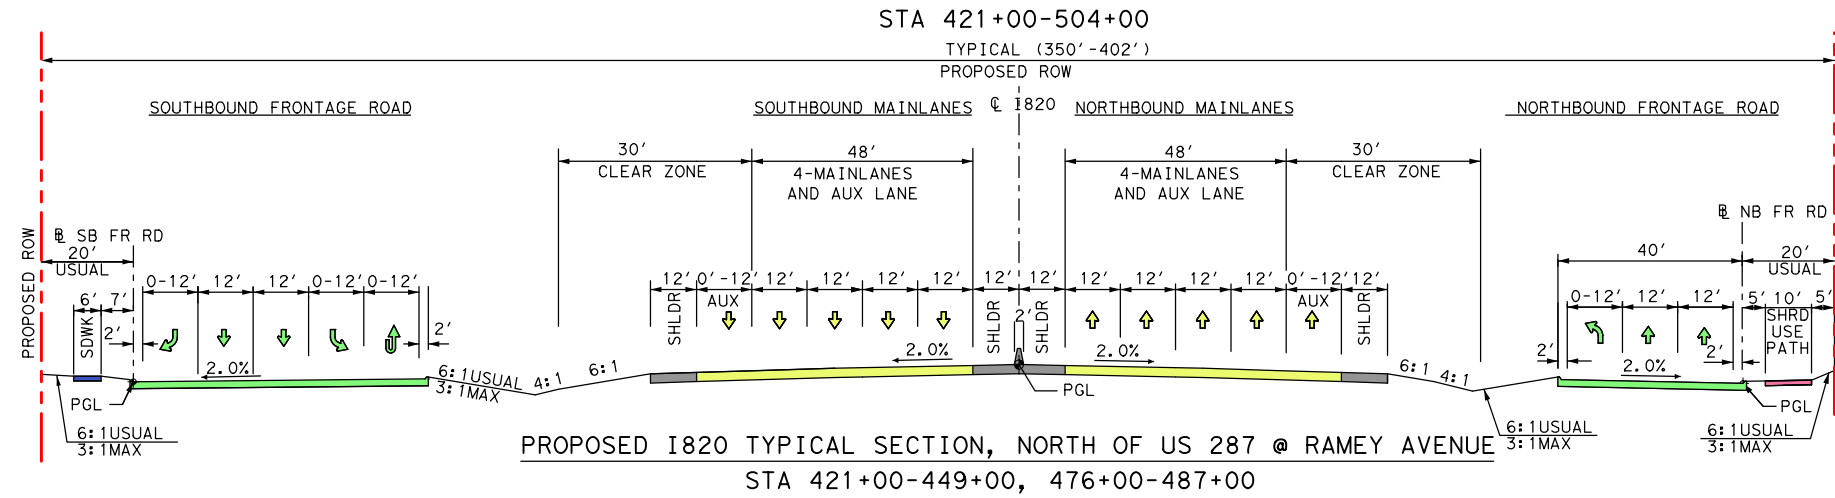 STA 421+00-504+00
TYPICAL (350'-402')
PROPOSED ROW
SOUTHBOUND FRONTAGE ROAD
SOUTHBOUND MAINLANES
℄ I820
NORTHBOUND MAINLANES
NORTHBOUND FRONTAGE ROAD
30'
CLEAR ZONE
48'
4-MAINLANES
AND AUX LANE
48'
4-MAINLANES
AND AUX LANE
30'
CLEAR ZONE
PROPOSED ROW
BL SB FR RD
20'
USUAL
BL NB FR RD
40'
20'
USUAL
6'
7'
0-12'
12'
12'
0-12'
0-12'
SDWK
2'
2'
12'
0'-12'
12'
12'
12'
12'
12'
12'
12'
12'
12'
12'
0'-12'
12'
SHLDR
AUX
SHLDR
2'
SHLDR
AUX
SHLDR
0-12'
12'
12'
5'
10'
5'
SHRD
USE
PATH
2'
2'
2.0%
2.0%
2.0%
2.0%
6:1USUAL
3:1MAX
4:1
6:1
6:1
4:1
PGL
PGL
PGL
6:1USUAL
3:1MAX
6:1USUAL
3:1MAX
6:1USUAL
3:1MAX
PROPOSED I820 TYPICAL SECTION, NORTH OF US 287 @ RAMEY AVENUE
STA 421+00-449+00, 476+00-487+00